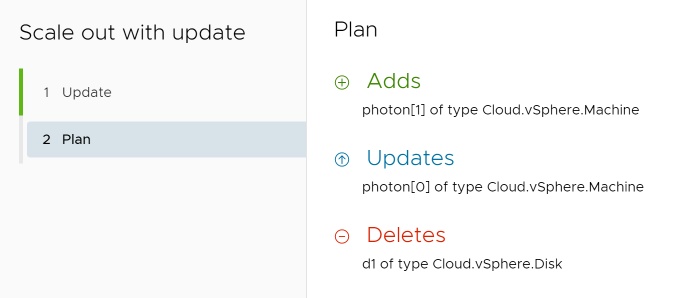 Scale out with update
1 Update
2 Plan
Plan
Adds
photon[1] of type Cloud.vSphere.Machine
Updates
photon[0] of type Cloud.vSphere.Machine
Deletes
d1 of type Cloud.vSphere.Disk